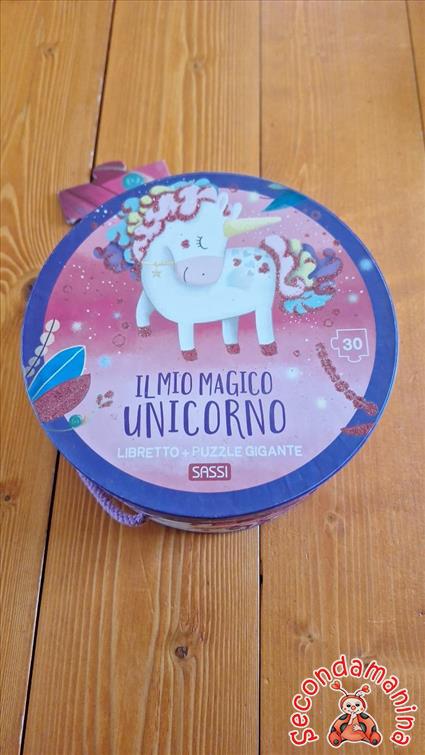 30
IL MIO MAGICO
UNICORNO
LIBRETTO + PUZZLE GIGANTE
SASSI
Secondamanina